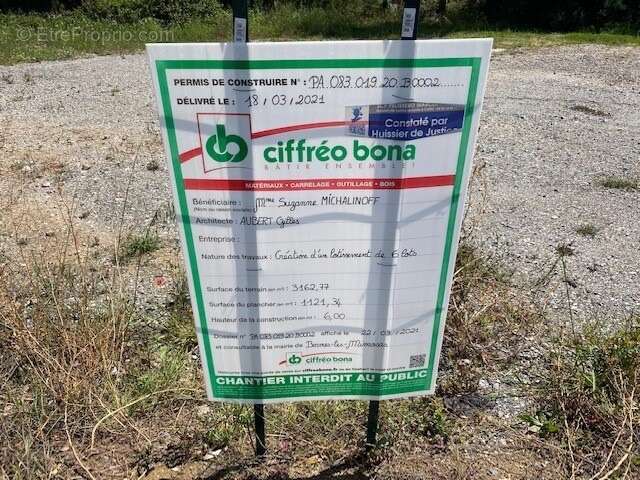 EtreProprio.com
PERMIS DE CONSTRUIRE N° : PA 083 019 20 B0002
DÉLIVRÉ LE : 18/03/2021
Constaté par
Huissier de Justice
ciffréo bona
BÂTIR ENSEMBLE !
MATÉRIAUX - CARRELAGE - OUTILLAGE - BOIS
Bénéficiaire : Mme Suzanne MICHALINOFF
Architecte : AUBERT Gilles
Entreprise :
Nature des travaux : Création d'un lotissement de 6 lots
Surface du terrain : 3162,77
Surface du plancher : 1121,34
Hauteur de la construction : 6,00
Dossier n° PA 083 019 20 B0002 affiché le 22/03/2021
et consultable à la mairie de Bormes-les-Mimosas
ciffréo bona
CHANTIER INTERDIT AU PUBLIC